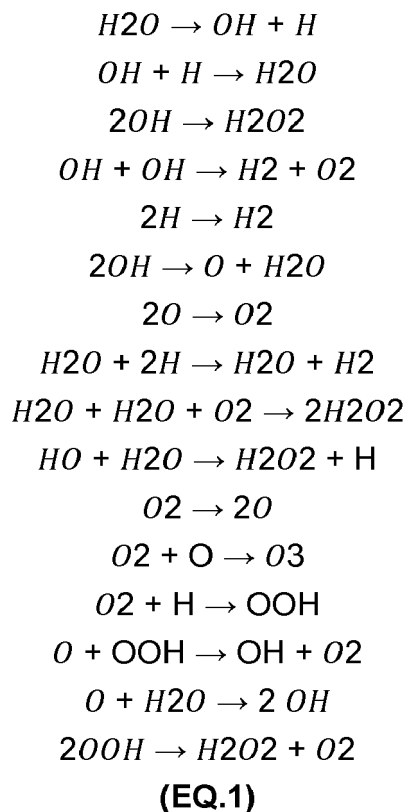 H2O → OH + H
OH + H → H2O
2OH → H2O2
OH + OH → H2 + O2
2H → H2
2OH → O + H2O
2O → O2
H2O + 2H → H2O + H2
H2O + H2O + O2 → 2H2O2
HO + H2O → H2O2 + H
O2 → 2O
O2 + O → O3
O2 + H → OOH
O + OOH → OH + O2
O + H2O → 2 OH
2OOH → H2O2 + O2
(EQ.1)